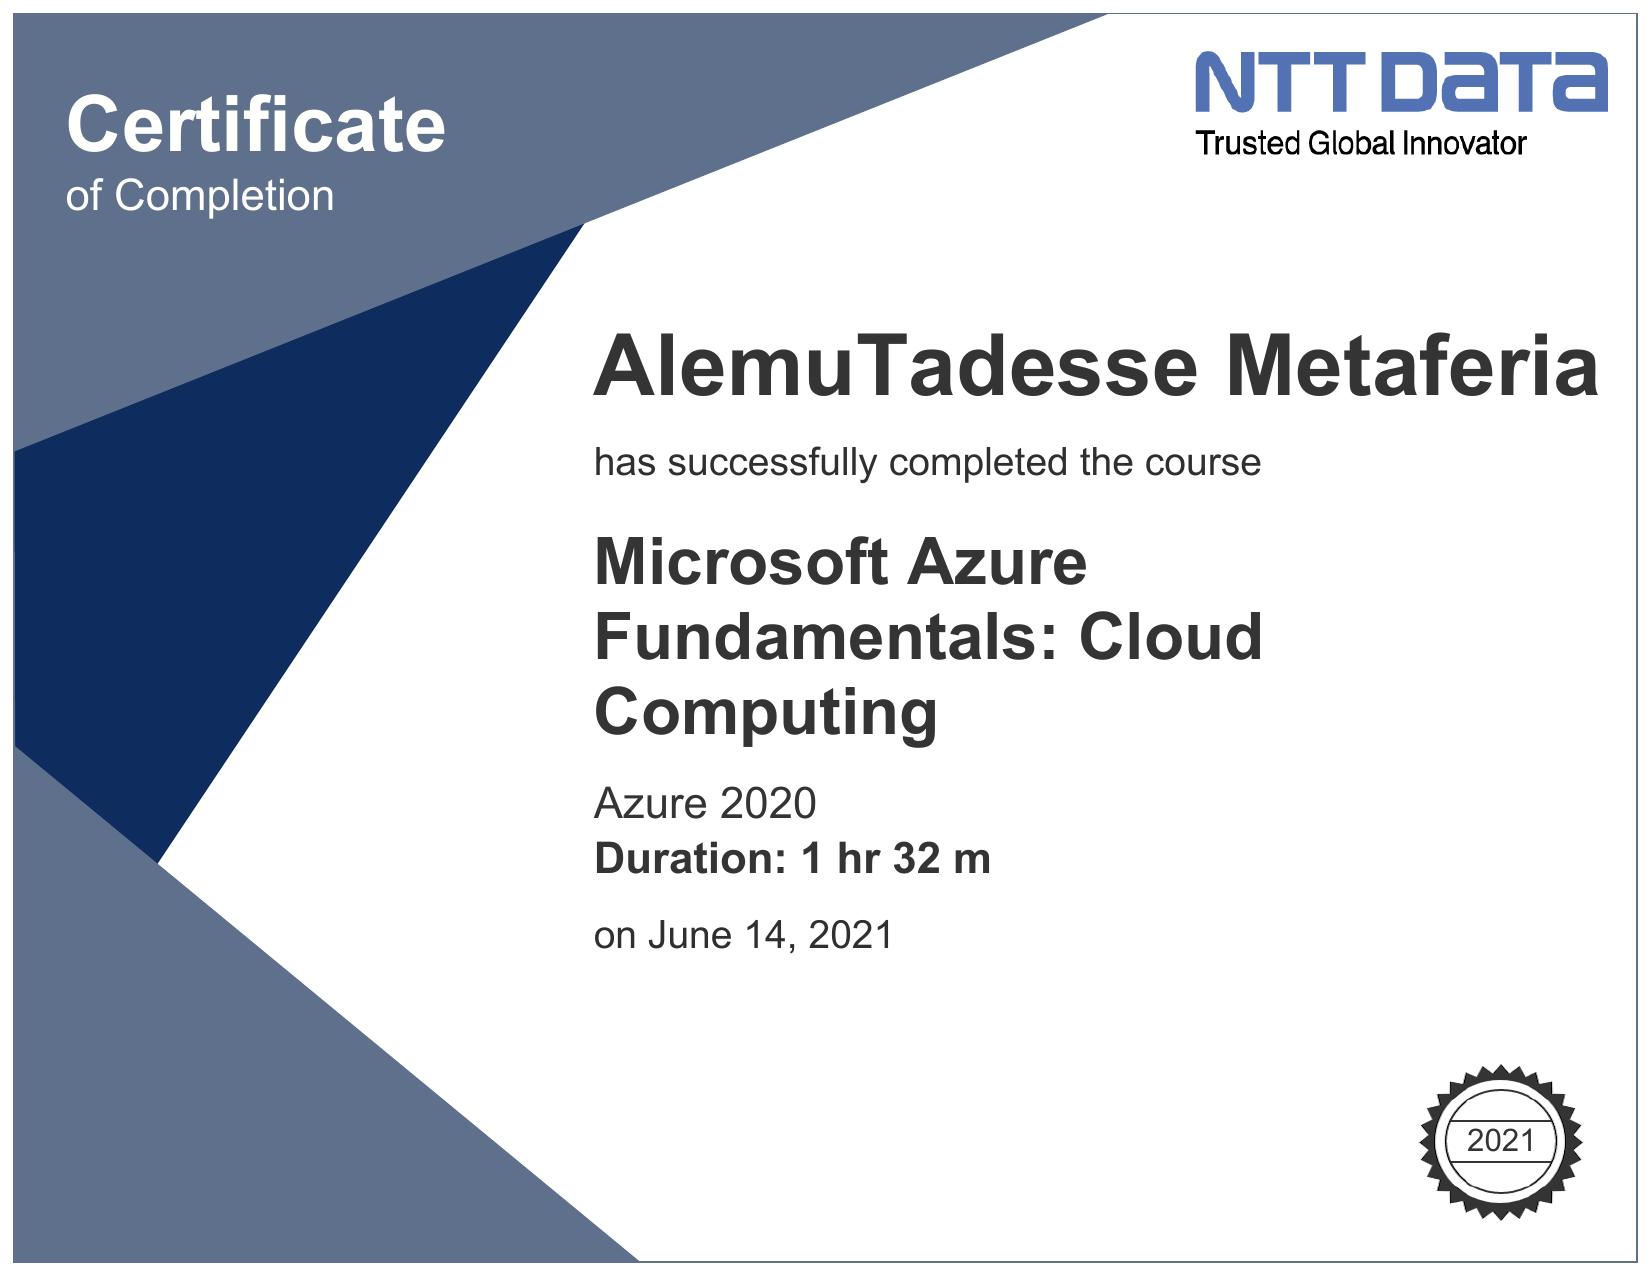 Certificate
of Completion
NTT DATA
Trusted Global Innovator
AlemuTadesse Metaferia
has successfully completed the course
Microsoft Azure
Fundamentals: Cloud
Computing
Azure 2020
Duration: 1 hr 32 m
on June 14, 2021
2021